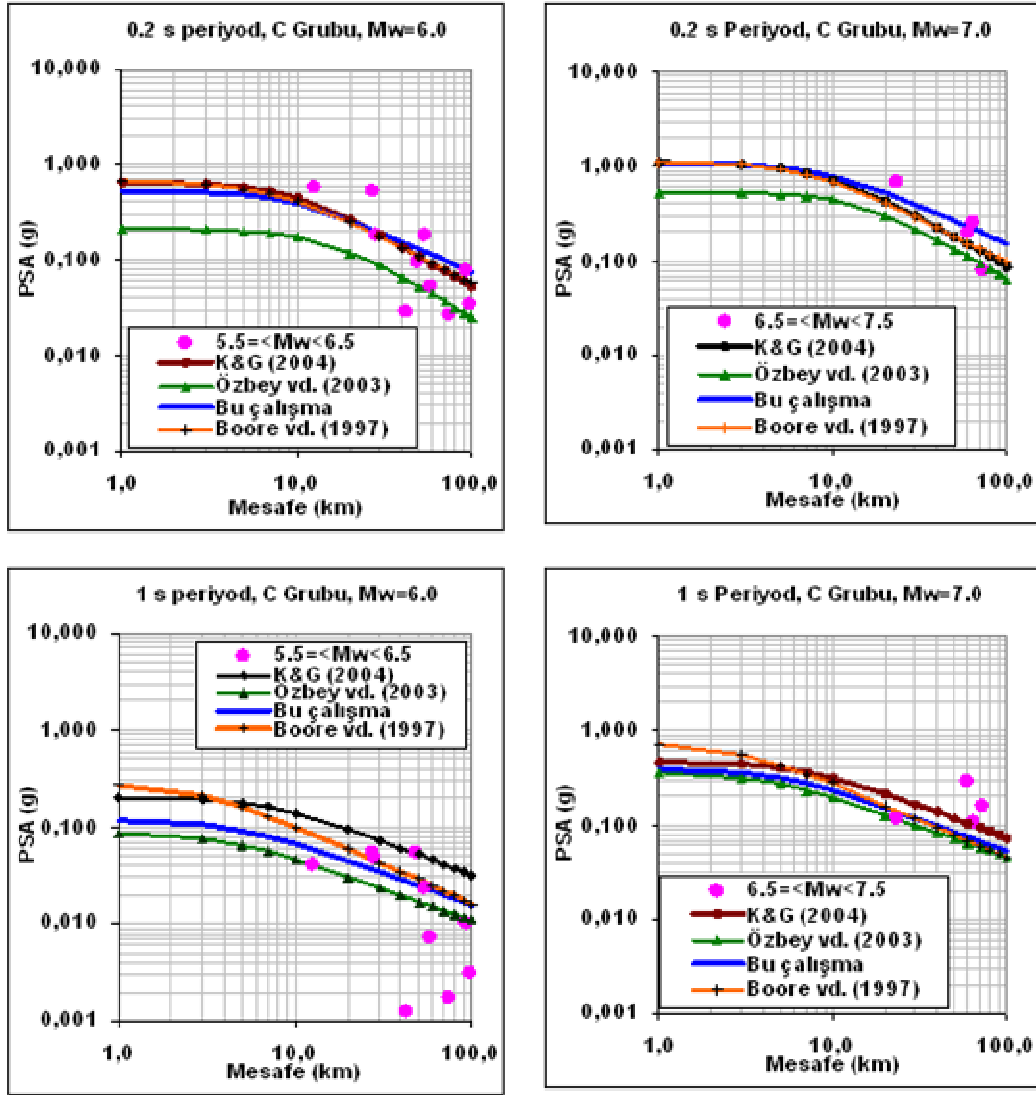 0.2 s periyod, C Grubu, Mw=6.0
10,000
1,000
0,100
0,010
0,001
PSA (g)
5.5=<Mw<6.5
K&G (2004)
Özbey vd. (2003)
Bu çalışma
Boore vd. (1997)
1,0
10,0
100,0
Mesafe (km)
0.2 s Periyod, C Grubu, Mw=7.0
10,000
1,000
0,100
0,010
0,001
PSA (g)
6.5=<Mw<7.5
K&G (2004)
Özbey vd. (2003)
Bu çalışma
Boore vd. (1997)
1,0
10,0
100,0
Mesafe (km)
1 s periyod, C Grubu, Mw=6.0
10,000
1,000
0,100
0,010
0,001
PSA (g)
5.5=<Mw<6.5
K&G (2004)
Özbey vd. (2003)
Bu çalışma
Boore vd. (1997)
1,0
10,0
100,0
Mesafe (km)
1 s Periyod, C Grubu, Mw=7.0
10,000
1,000
0,100
0,010
0,001
PSA (g)
6.5=<Mw<7.5
K&G (2004)
Özbey vd. (2003)
Bu çalışma
Boore vd. (1997)
1,0
10,0
100,0
Mesafe (km)